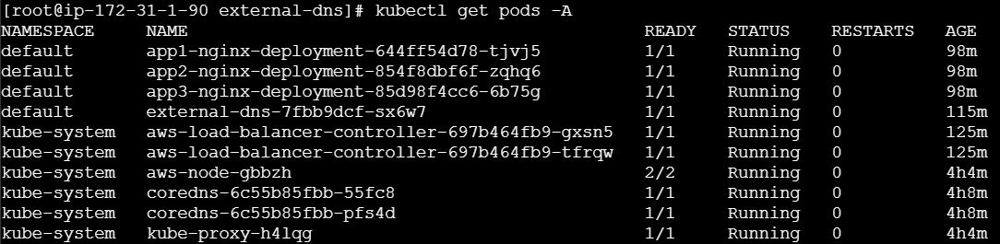 [root@ip-172-31-1-90 external-dns]# kubectl get pods -A
NAMESPACE NAME READY STATUS RESTARTS AGE
default app1-nginx-deployment-644ff54d78-tjvj5 1/1 Running 0 98m
default app2-nginx-deployment-854f8dbf6f-zqhq6 1/1 Running 0 98m
default app3-nginx-deployment-85d98f4cc6-6b75g 1/1 Running 0 98m
default external-dns-7fbb9dcf-sx6w7 1/1 Running 0 115m
kube-system aws-load-balancer-controller-697b464fb9-gxsn5 1/1 Running 0 125m
kube-system aws-load-balancer-controller-697b464fb9-tfrqw 1/1 Running 0 125m
kube-system aws-node-gbbzh 2/2 Running 0 4h4m
kube-system coredns-6c55b85fbb-55fc8 1/1 Running 0 4h8m
kube-system coredns-6c55b85fbb-pfs4d 1/1 Running 0 4h8m
kube-system kube-proxy-h4lqg 1/1 Running 0 4h4m